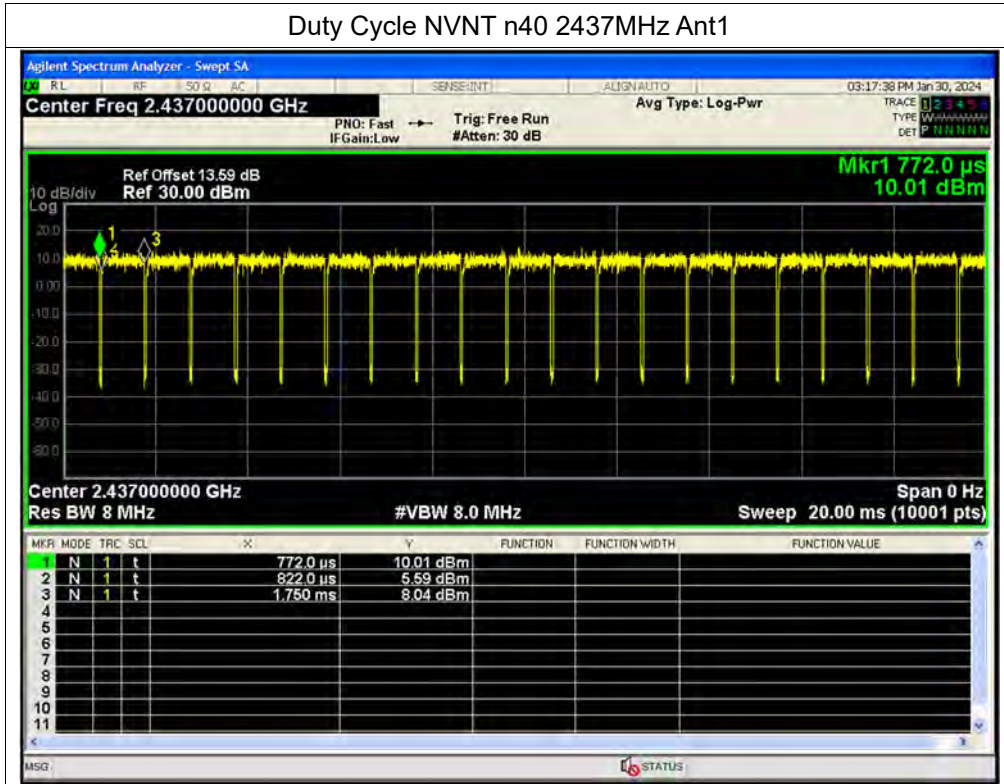 Duty Cycle NVNT n40 2437MHz Ant1
Agilent Spectrum Analyzer - Swept SA
LXI RL RF 50 Ω AC SENSE:INT ALIGN AUTO 03:17:38 PM Jan 30, 2024
Center Freq 2.437000000 GHz Avg Type: Log-Pwr TRACE 1 2 3 4 5 6
PNO: Fast Trig: Free Run TYPE W
IFGain:Low #Atten: 30 dB DET P N N N N N
Mkr1 772.0 µs
Ref Offset 13.59 dB
10 dB/div Ref 30.00 dBm 10.01 dBm
Log
20.0
1
2
3
10.0
0.00
-10.0
-20.0
-30.0
-40.0
-50.0
-60.0
Center 2.437000000 GHz Span 0 Hz
Res BW 8 MHz #VBW 8.0 MHz Sweep 20.00 ms (10001 pts)
MKR MODE TRC SCL X Y FUNCTION FUNCTION WIDTH FUNCTION VALUE
1 N 1 t 772.0 µs 10.01 dBm
2 N 1 t 822.0 µs 5.59 dBm
3 N 1 t 1.750 ms 8.04 dBm
4
5
6
7
8
9
10
11
MSG STATUS